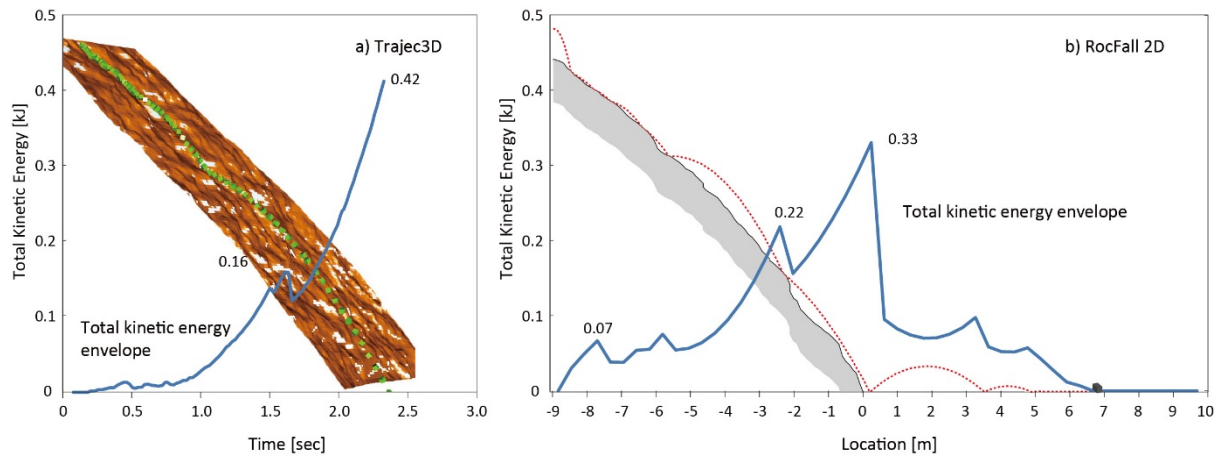 Total Kinetic Energy [kJ]
0.5
0.4
0.3
0.2
0.1
0
a) Trajec3D
0.42
0.16
Total kinetic energy
envelope
0 0.5 1.0 1.5 2.0 2.5 3.0
Time [sec]
Total Kinetic Energy [kJ]
0.5
0.4
0.3
0.2
0.1
0
b) RocFall 2D
0.33
0.22
Total kinetic energy envelope
0.07
-9 -8 -7 -6 -5 -4 -3 -2 -1 0 1 2 3 4 5 6 7 8 9 10
Location [m]